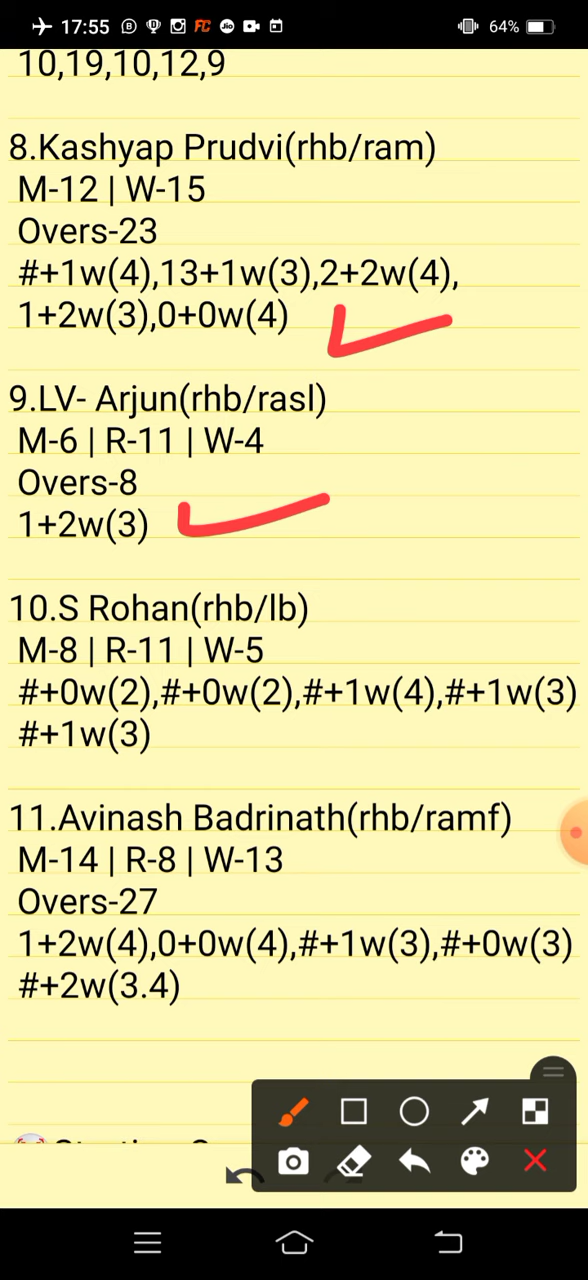 17:55
64%
10,19,10,12,9
8.Kashyap Prudvi(rhb/ram)
M-12 | W-15
Overs-23
#+1w(4),13+1w(3),2+2w(4),
1+2w(3),0+0w(4)
9.LV- Arjun(rhb/rasl)
M-6 | R-11 | W-4
Overs-8
1+2w(3)
10.S Rohan(rhb/lb)
M-8 | R-11 | W-5
#+0w(2),#+0w(2),#+1w(4),#+1w(3)
#+1w(3)
11.Avinash Badrinath(rhb/ramf)
M-14 | R-8 | W-13
Overs-27
1+2w(4),0+0w(4),#+1w(3),#+0w(3)
#+2w(3.4)